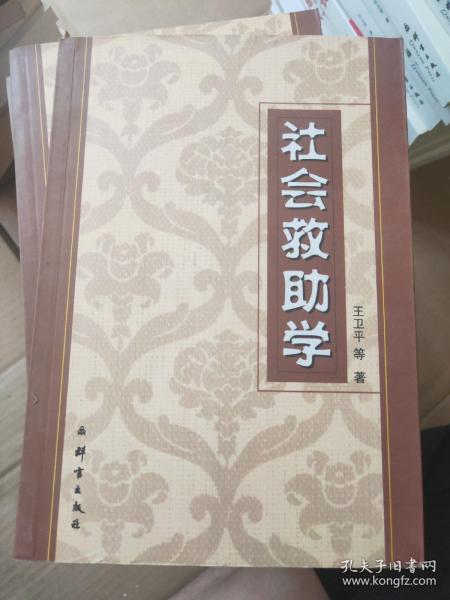 社会救助学
王卫平 等 著
群言出版社
孔夫子旧书网
www.kongfz.com